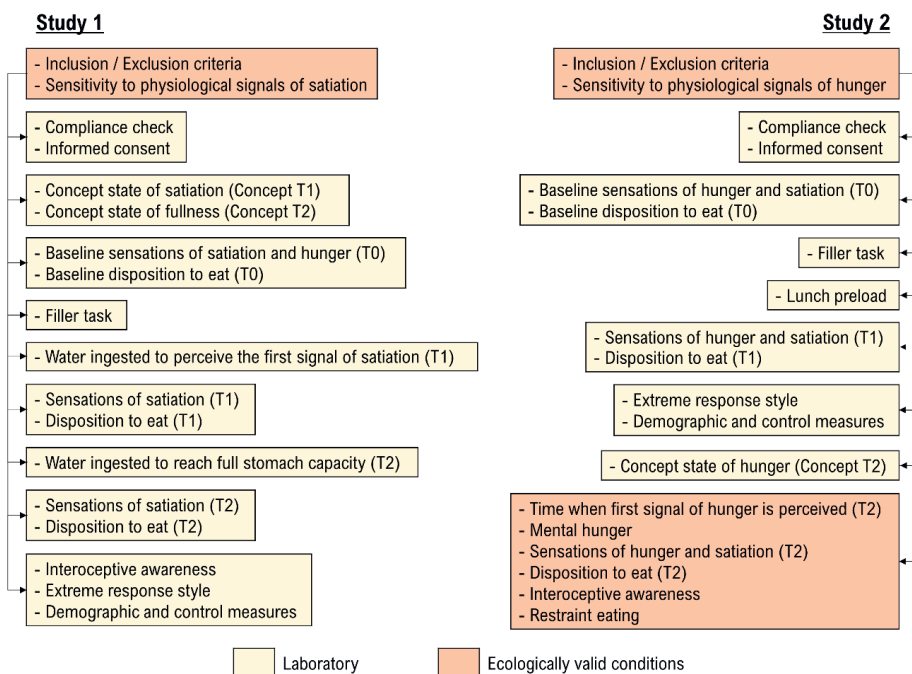 Study 1
- Inclusion / Exclusion criteria
- Sensitivity to physiological signals of satiation
- Compliance check
- Informed consent
- Concept state of satiation (Concept T1)
- Concept state of fullness (Concept T2)
- Baseline sensations of satiation and hunger (T0)
- Baseline disposition to eat (T0)
- Filler task
- Water ingested to perceive the first signal of satiation (T1)
- Sensations of satiation (T1)
- Disposition to eat (T1)
- Water ingested to reach full stomach capacity (T2)
- Sensations of satiation (T2)
- Disposition to eat (T2)
- Interoceptive awareness
- Extreme response style
- Demographic and control measures
Study 2
- Inclusion / Exclusion criteria
- Sensitivity to physiological signals of hunger
- Compliance check
- Informed consent
- Baseline sensations of hunger and satiation (T0)
- Baseline disposition to eat (T0)
- Filler task
- Lunch preload
- Sensations of hunger and satiation (T1)
- Disposition to eat (T1)
- Extreme response style
- Demographic and control measures
- Concept state of hunger (Concept T2)
- Time when first signal of hunger is perceived (T2)
- Mental hunger
- Sensations of hunger and satiation (T2)
- Disposition to eat (T2)
- Interoceptive awareness
- Restraint eating
Laboratory
Ecologically valid conditions